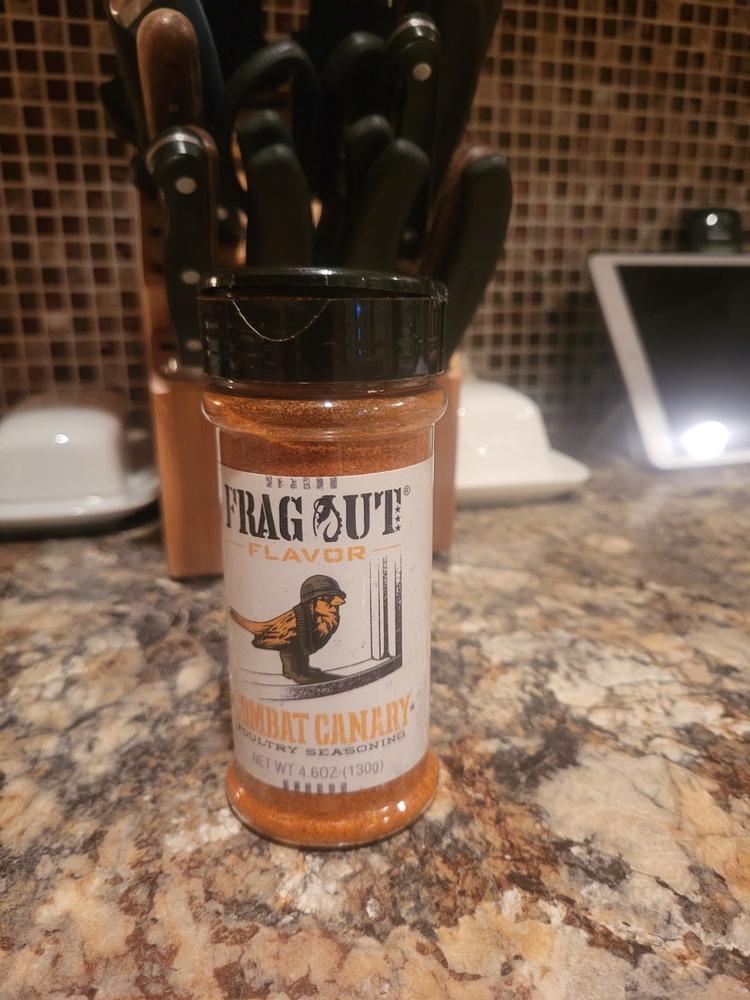 FRAG OUT®
FLAVOR
COMBAT CANARY
POULTRY SEASONING
NET WT 4.6OZ (130g)